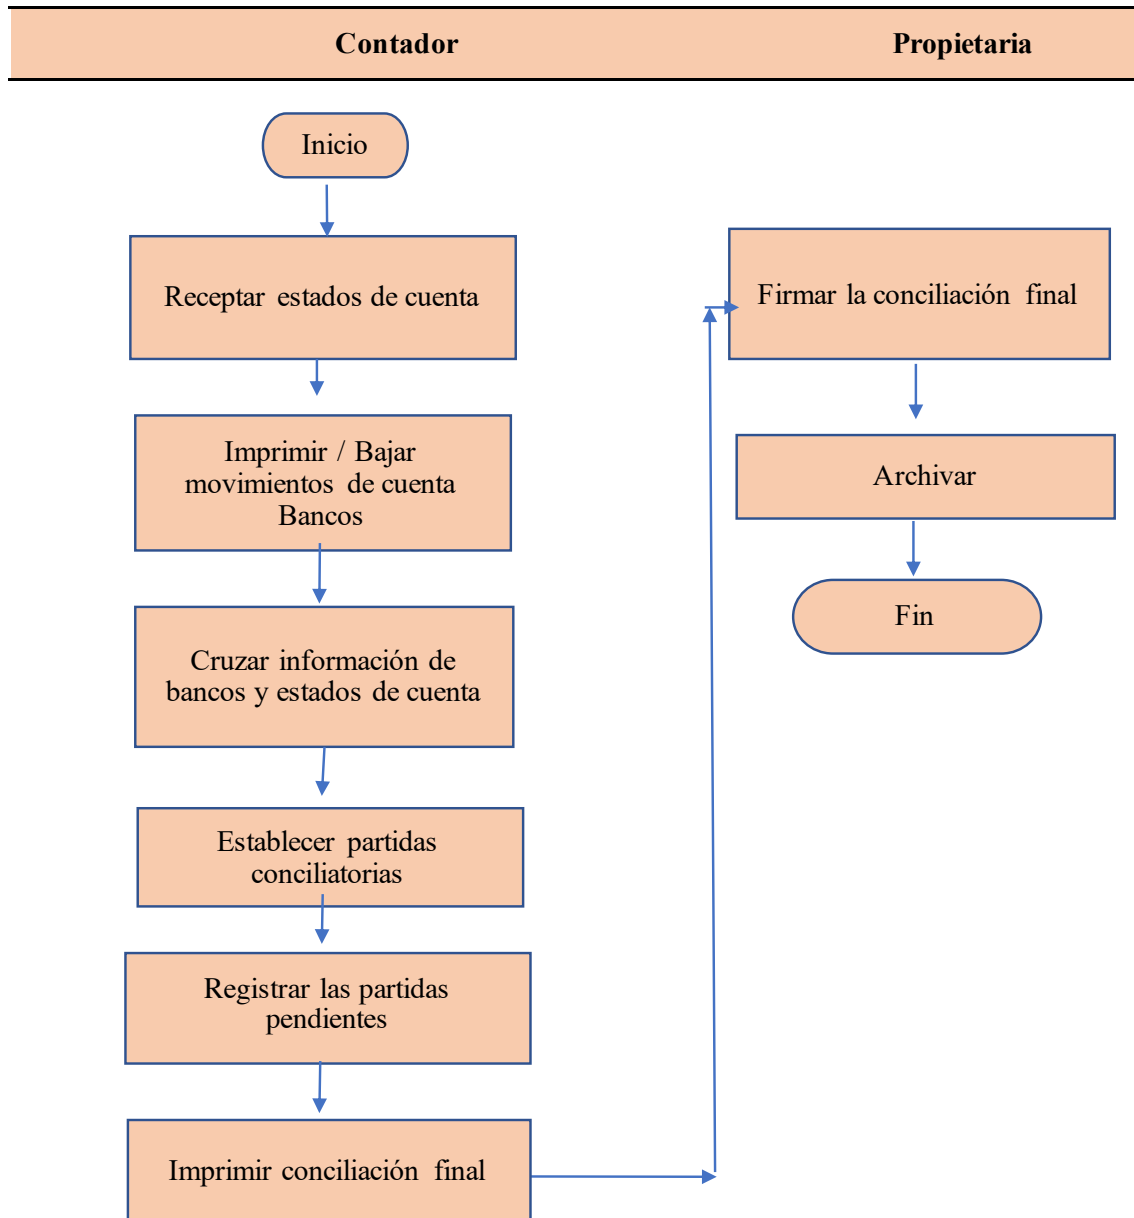 Contador
Propietaria
Inicio
Receptar estados de cuenta
Imprimir / Bajar
movimientos de cuenta
Bancos
Cruzar información de
bancos y estados de cuenta
Establecer partidas
conciliatorias
Registrar las partidas
pendientes
Imprimir conciliación final
Firmar la conciliación final
Archivar
Fin